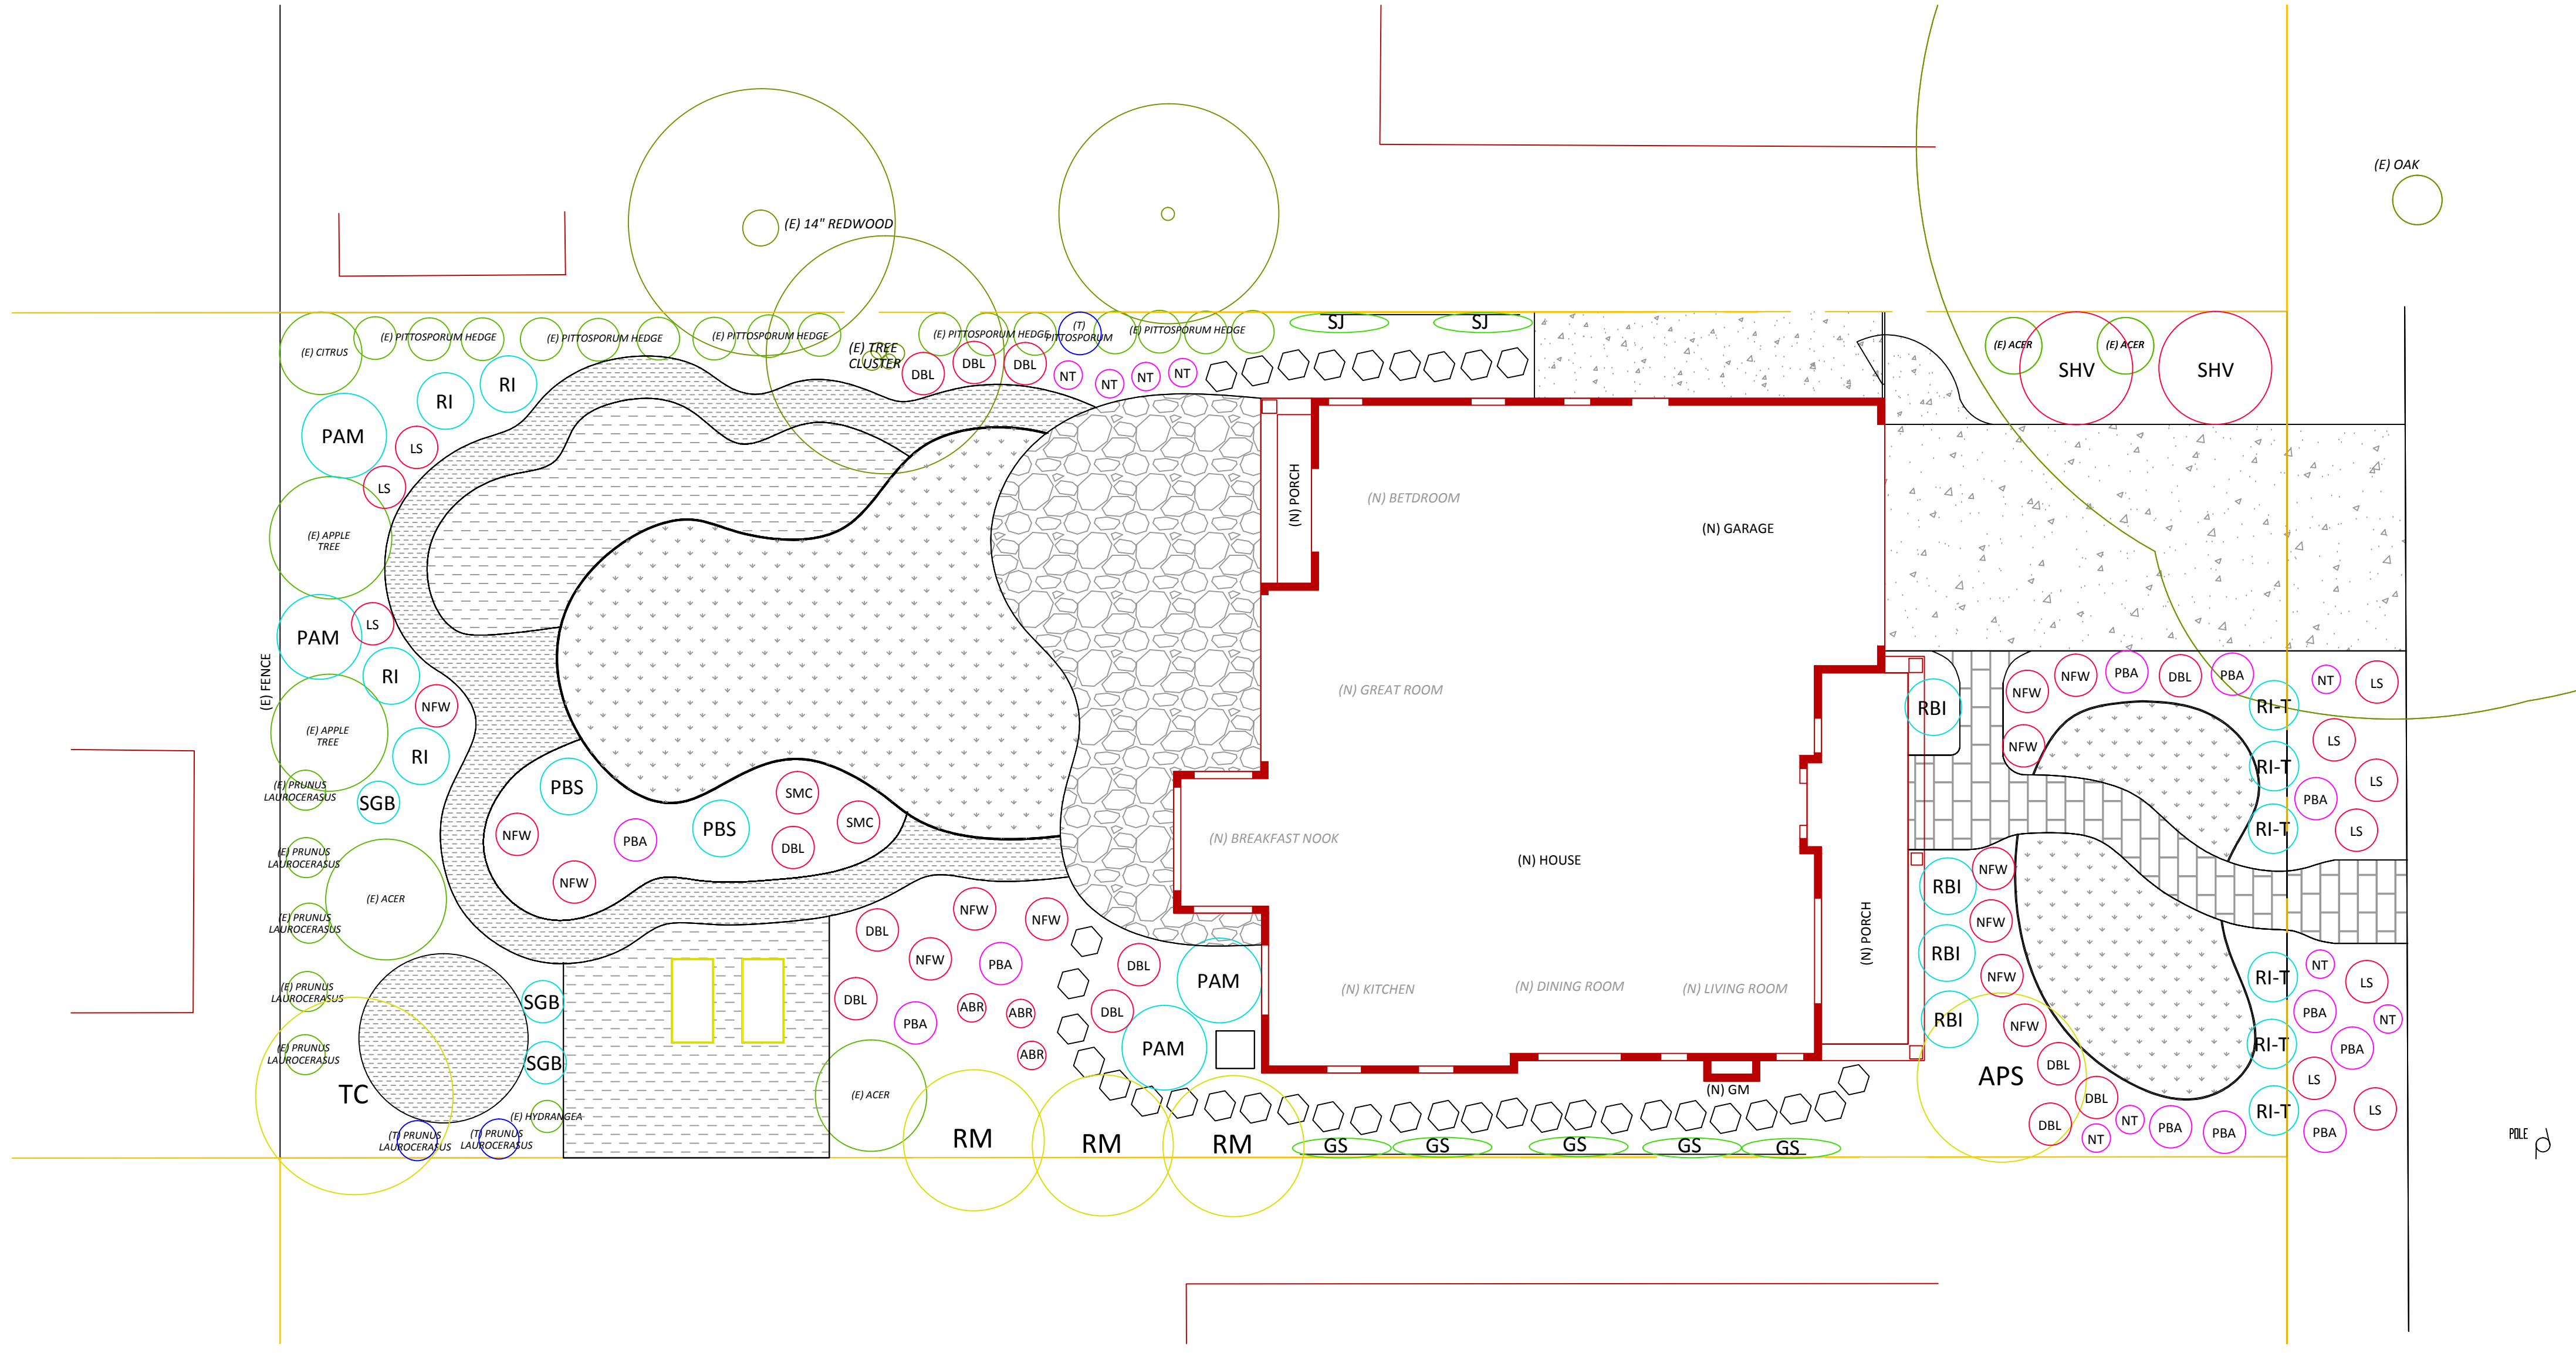 (E) OAK
(E) 14" REDWOOD
(E) CITRUS
(E) PITTOSPORUM HEDGE
(E) PITTOSPORUM HEDGE
(E) PITTOSPORUM HEDGE
(E) PITTOSPORUM HEDGE
(T)
PITTOSPORUM
(E) PITTOSPORUM HEDGE
SJ
SJ
(E) ACER
(E) ACER
SHV
SHV
(E) TREE
CLUSTER
DBL
DBL
DBL
NT
NT
NT
NT
RI
RI
PAM
LS
LS
(E) APPLE
TREE
PAM
LS
RI
(E) FENCE
NFW
(E) APPLE
TREE
RI
(E) PRUNUS
LAUROCERASUS
SGB
(E) PRUNUS
LAUROCERASUS
(E) ACER
(E) PRUNUS
LAUROCERASUS
(E) PRUNUS
LAUROCERASUS
(E) PRUNUS
LAUROCERASUS
TC
SGB
SGB
(E) HYDRANGEA
(T) PRUNUS
LAUROCERASUS
(T) PRUNUS
LAUROCERASUS
PBS
NFW
NFW
PBA
PBS
SMC
SMC
DBL
DBL
NFW
NFW
NFW
PBA
DBL
PBA
ABR
ABR
ABR
DBL
DBL
PAM
PAM
(E) ACER
RM
RM
RM
(N) PORCH
(N) BETDROOM
(N) GARAGE
(N) GREAT ROOM
(N) BREAKFAST NOOK
(N) HOUSE
(N) KITCHEN
(N) DINING ROOM
(N) LIVING ROOM
(N) PORCH
(N) GM
GS
GS
GS
GS
GS
RBI
NFW
NFW
PBA
DBL
PBA
NFW
RI-T
NT
LS
RI-T
LS
LS
PBA
RI-T
LS
RBI
NFW
RBI
NFW
NFW
RBI
NFW
APS
DBL
DBL
DBL
NT
NT
PBA
PBA
RI-T
NT
LS
PBA
NT
RI-T
PBA
LS
RI-T
LS
PBA
POLE